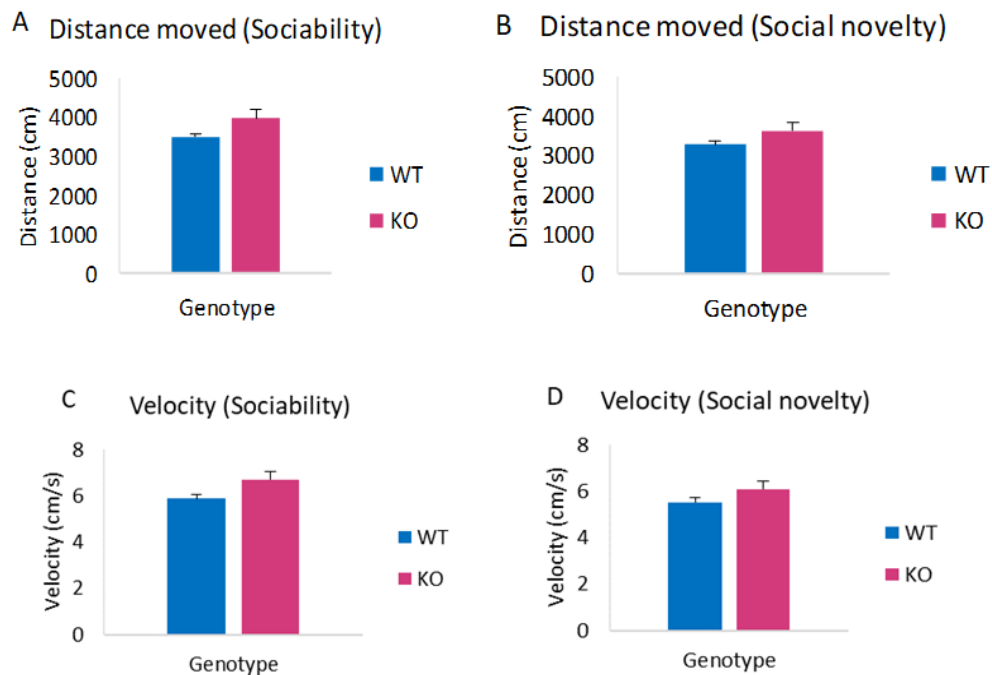 A Distance moved (Sociability)
5000
4000
3000
2000
1000
0
Distance (cm)
WT
KO
Genotype
B Distance moved (Social novelty)
5000
4000
3000
2000
1000
0
Distance (cm)
WT
KO
Genotype
C Velocity (Sociability)
8
6
4
2
0
Velocity (cm/s)
WT
KO
Genotype
D Velocity (Social novelty)
8
6
4
2
0
Velocity (cm/s)
WT
KO
Genotype